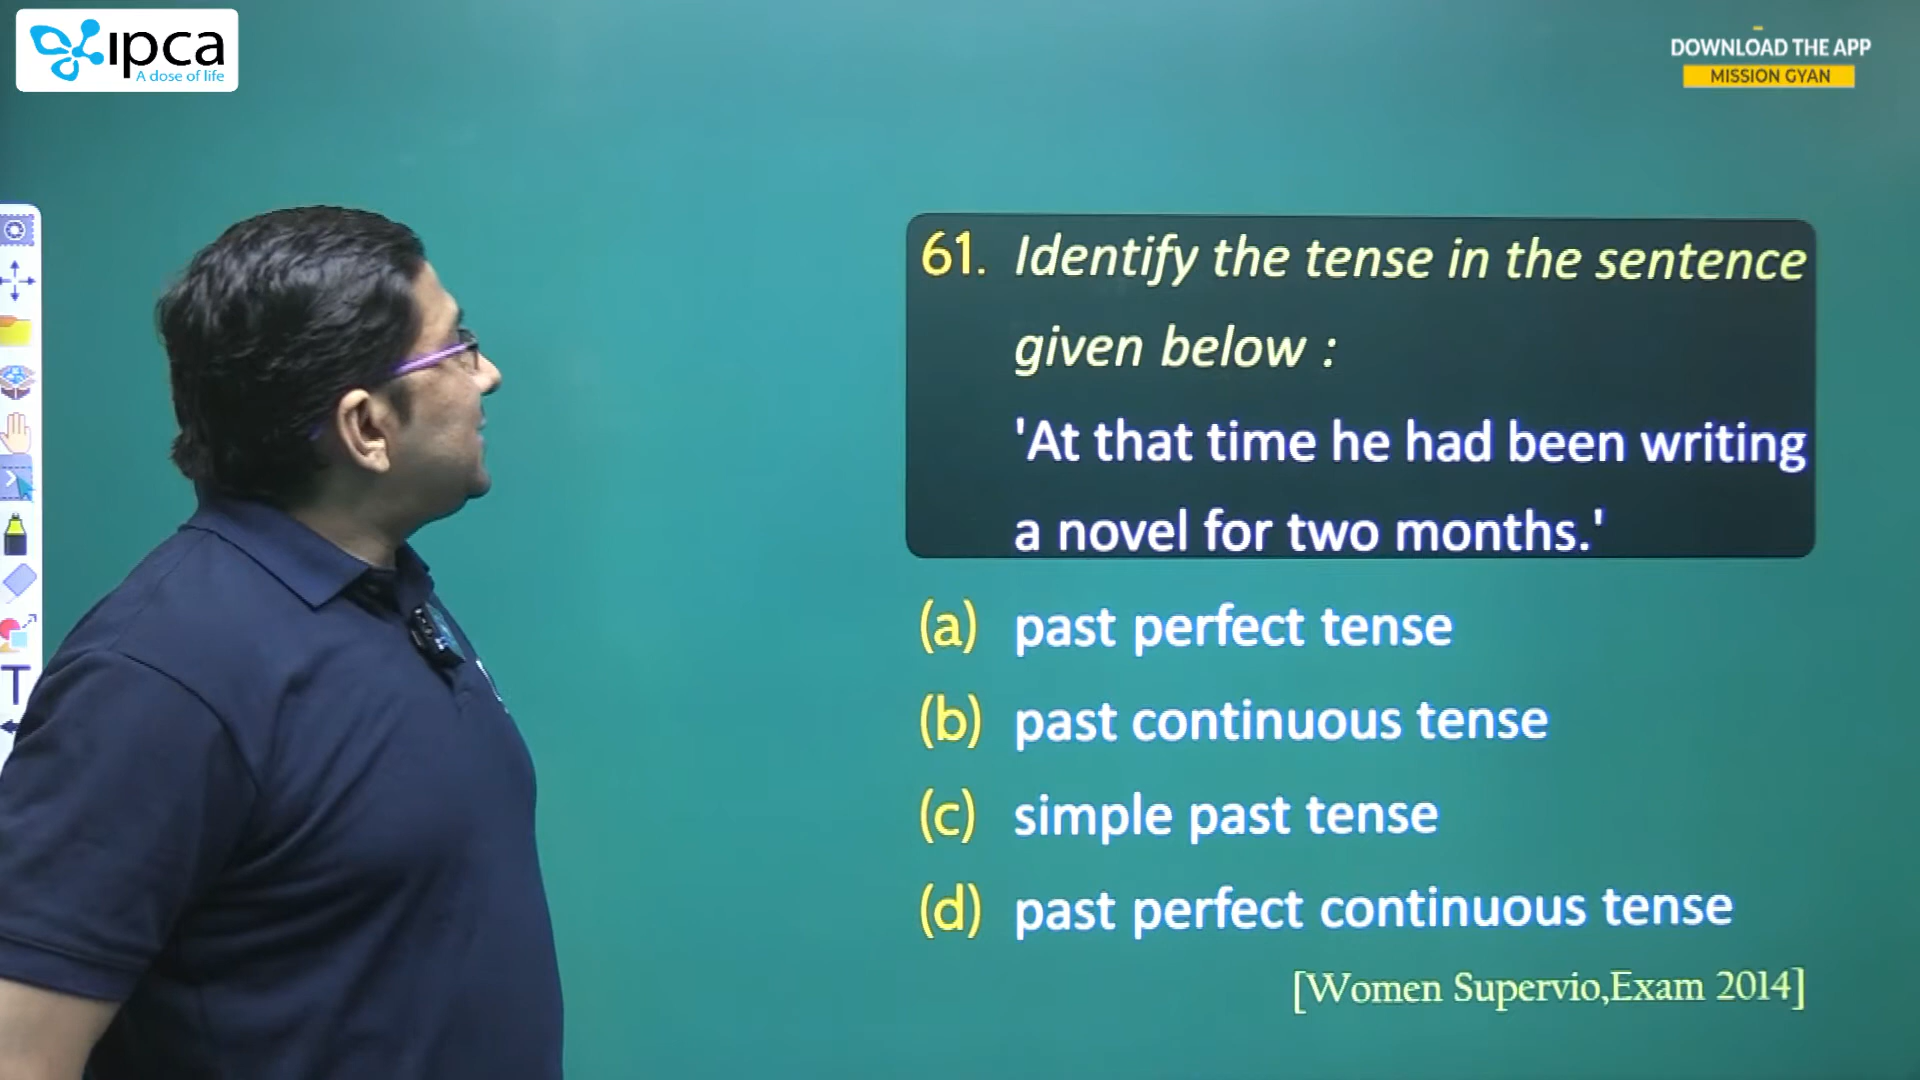 ipca
A dose of life
DOWNLOAD THE APP
MISSION GYAN
61. Identify the tense in the sentence
given below :
'At that time he had been writing
a novel for two months.'
(a) past perfect tense
(b) past continuous tense
(c) simple past tense
(d) past perfect continuous tense
[Women Supervio,Exam 2014]
T